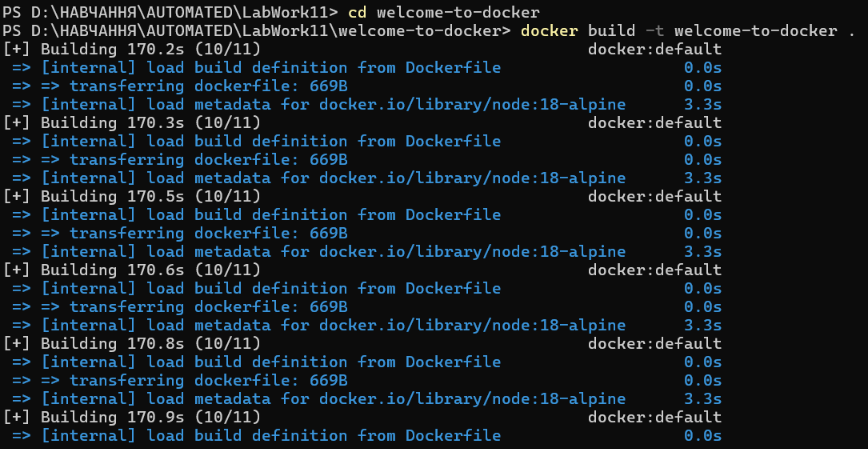 PS D:\НАВЧАННЯ\AUTOMATED\LabWork11> cd welcome-to-docker
PS D:\НАВЧАННЯ\AUTOMATED\LabWork11\welcome-to-docker> docker build -t welcome-to-docker .
[+] Building 170.2s (10/11) docker:default
=> [internal] load build definition from Dockerfile 0.0s
=> => transferring dockerfile: 669B 0.0s
=> [internal] load metadata for docker.io/library/node:18-alpine 3.3s
[+] Building 170.3s (10/11) docker:default
=> [internal] load build definition from Dockerfile 0.0s
=> => transferring dockerfile: 669B 0.0s
=> [internal] load metadata for docker.io/library/node:18-alpine 3.3s
[+] Building 170.5s (10/11) docker:default
=> [internal] load build definition from Dockerfile 0.0s
=> => transferring dockerfile: 669B 0.0s
=> [internal] load metadata for docker.io/library/node:18-alpine 3.3s
[+] Building 170.6s (10/11) docker:default
=> [internal] load build definition from Dockerfile 0.0s
=> => transferring dockerfile: 669B 0.0s
=> [internal] load metadata for docker.io/library/node:18-alpine 3.3s
[+] Building 170.8s (10/11) docker:default
=> [internal] load build definition from Dockerfile 0.0s
=> => transferring dockerfile: 669B 0.0s
=> [internal] load metadata for docker.io/library/node:18-alpine 3.3s
[+] Building 170.9s (10/11) docker:default
=> [internal] load build definition from Dockerfile 0.0s